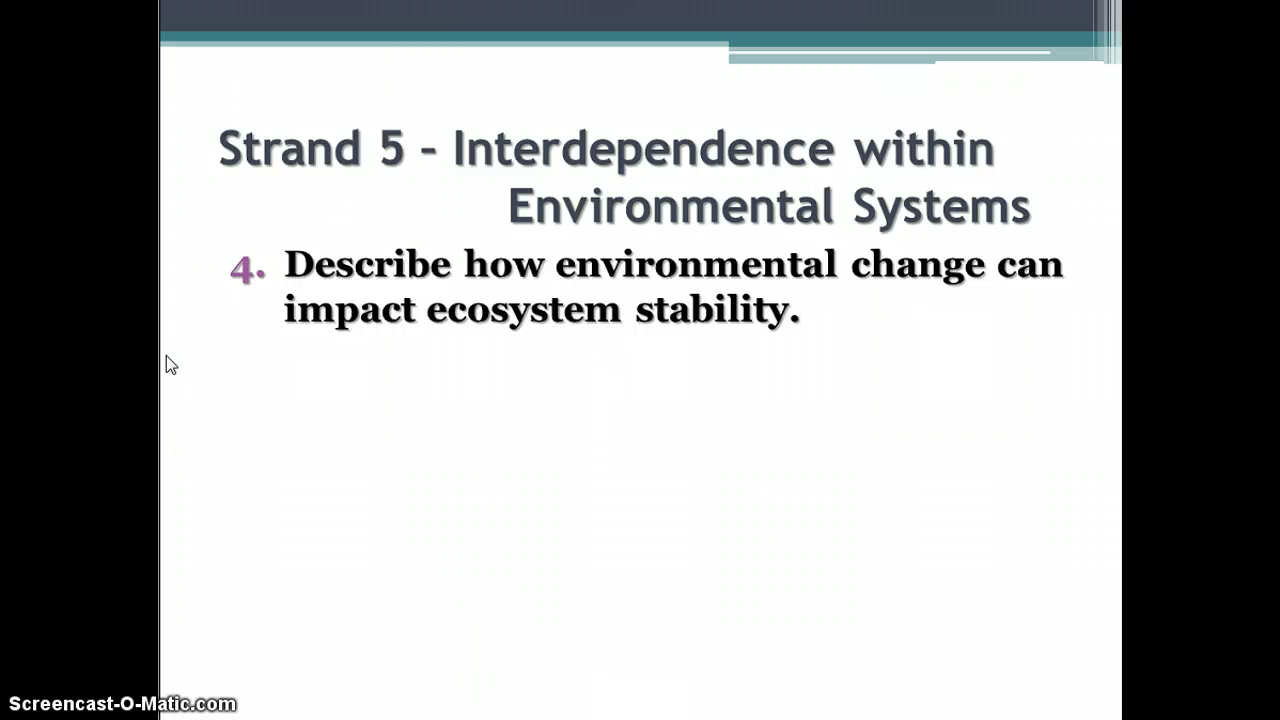 Strand 5 – Interdependence within
Environmental Systems
4. Describe how environmental change can
impact ecosystem stability.
Screencast-O-Matic.com